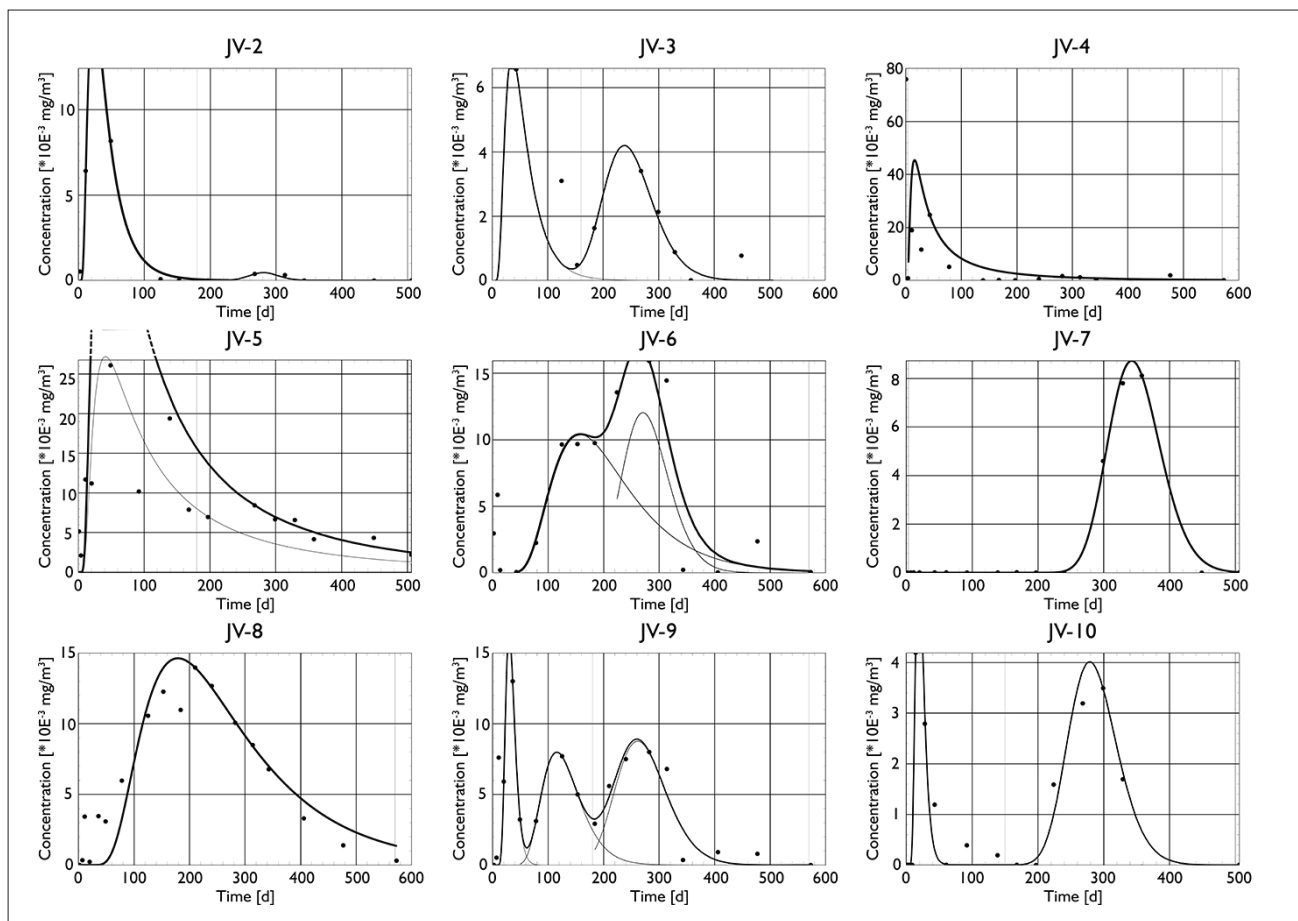 JV-2
Concentration [*10E⁻³ mg/m³]
10
5
0
0 100 200 300 400 500
Time [d]
JV-3
Concentration [*10E⁻³ mg/m³]
6
4
2
0
0 100 200 300 400 500 600
Time [d]
JV-4
Concentration [*10E⁻³ mg/m³]
80
60
40
20
0
0 100 200 300 400 500 600
Time [d]
JV-5
Concentration [*10E⁻³ mg/m³]
25
20
15
10
5
0
0 100 200 300 400 500
Time [d]
JV-6
Concentration [*10E⁻³ mg/m³]
15
10
5
0
0 100 200 300 400 500 600
Time [d]
JV-7
Concentration [*10E⁻³ mg/m³]
8
6
4
2
0
0 100 200 300 400 500
Time [d]
JV-8
Concentration [*10E⁻³ mg/m³]
15
10
5
0
0 100 200 300 400 500 600
Time [d]
JV-9
Concentration [*10E⁻³ mg/m³]
15
10
5
0
0 100 200 300 400 500 600
Time [d]
JV-10
Concentration [*10E⁻³ mg/m³]
4
3
2
1
0
0 100 200 300 400 500
Time [d]